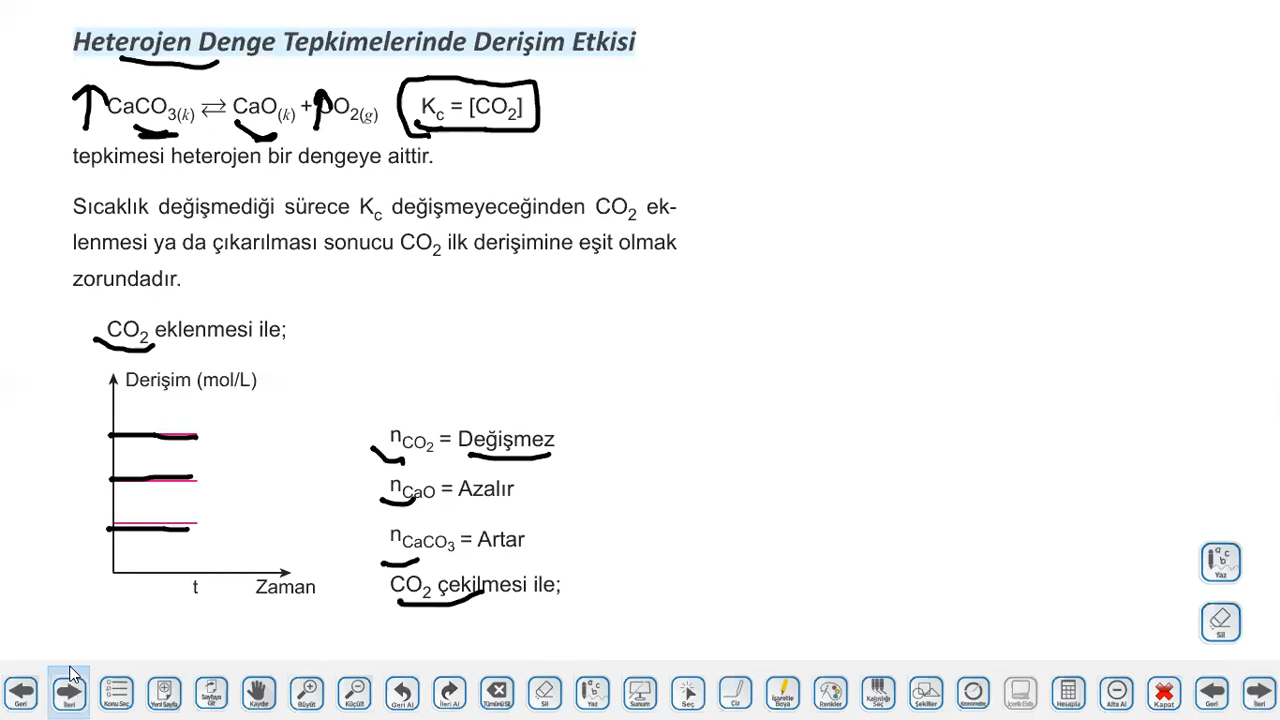 Heterojen Denge Tepkimelerinde Derişim Etkisi
CaCO3(k) ⇄ CaO(k) + O2(g) Kc = [CO2]
tepkimesi heterojen bir dengeye aittir.
Sıcaklık değişmediği sürece Kc değişmeyeceğinden CO2 ek-
lenmesi ya da çıkarılması sonucu CO2 ilk derişimine eşit olmak
zorundadır.
CO2 eklenmesi ile;
Derişim (mol/L)
t Zaman
nCO2 = Değişmez
nCaO = Azalır
nCaCO3 = Artar
CO2 çekilmesi ile;
Yaz
Sil
Geri İleri Konu Seç Yeni Sayfa Sayfaya Git Kaydır Büyüt Küçült Geri Al İleri Al Tümünü Sil Sil Yaz Sunum Seç Çiz İşaretle Boya Renkler Kalınlığı Seç Şekiller Kronometre Hesapla Alta Al Kapat Geri İleri